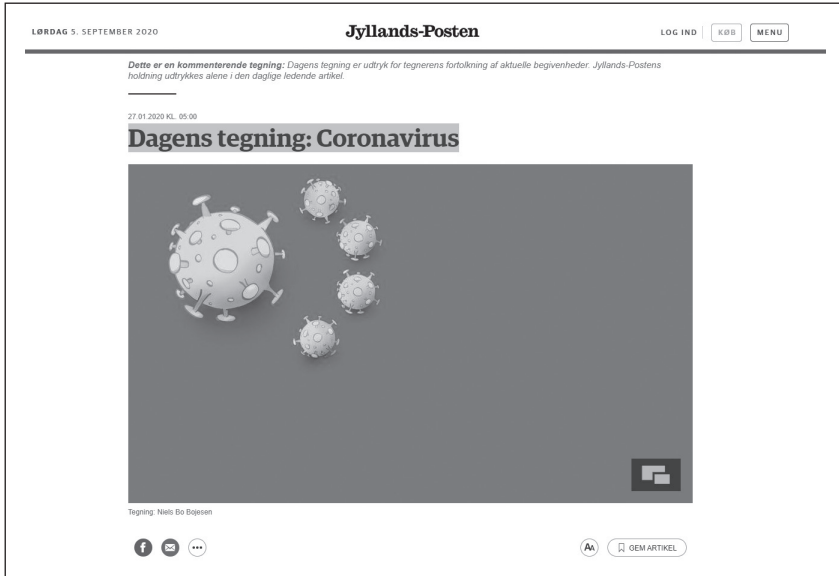 LØRDAG 5. SEPTEMBER 2020
Jyllands-Posten
LOG IND
KØB
MENU
Dette er en kommenterende tegning: Dagens tegning er udtryk for tegnerens fortolkning af aktuelle begivenheder. Jyllands-Postens
holdning udtrykkes alene i den daglige ledende artikel.
27.01.2020 KL. 05:00
Dagens tegning: Coronavirus
Tegning: Niels Bo Bojesen
f
AA
GEM ARTIKEL